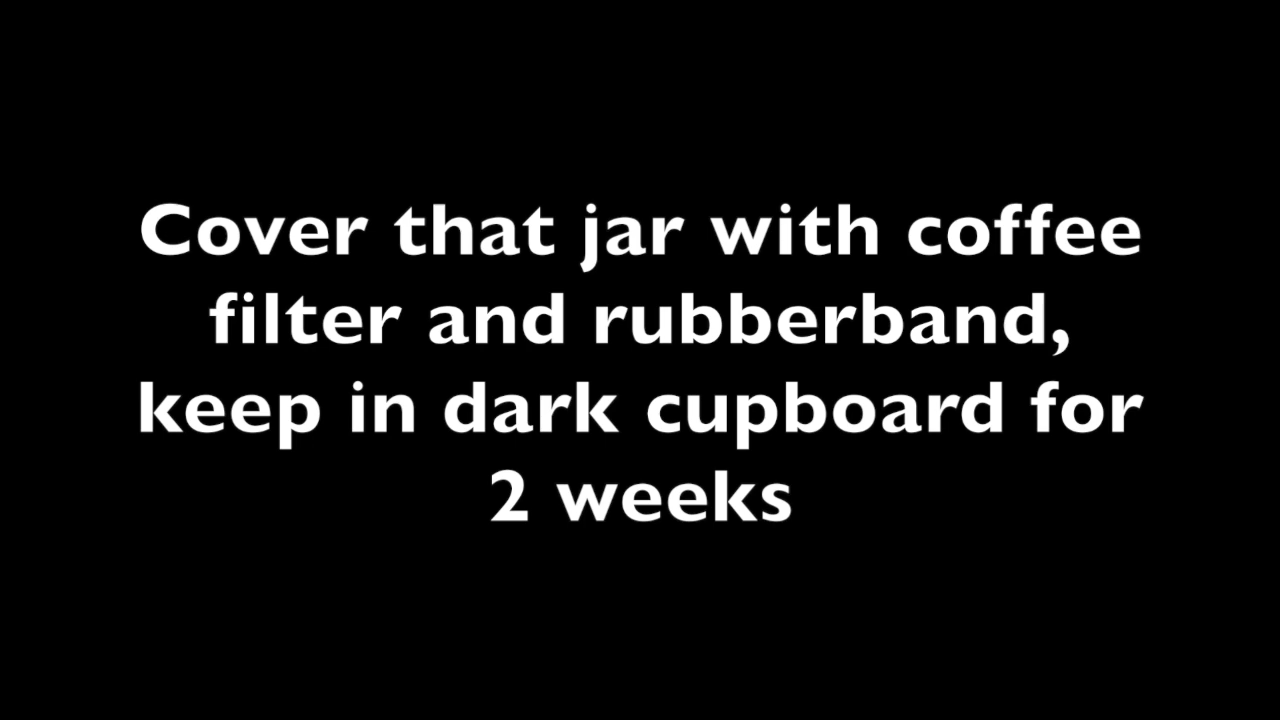 Cover that jar with coffee
filter and rubberband,
keep in dark cupboard for
2 weeks